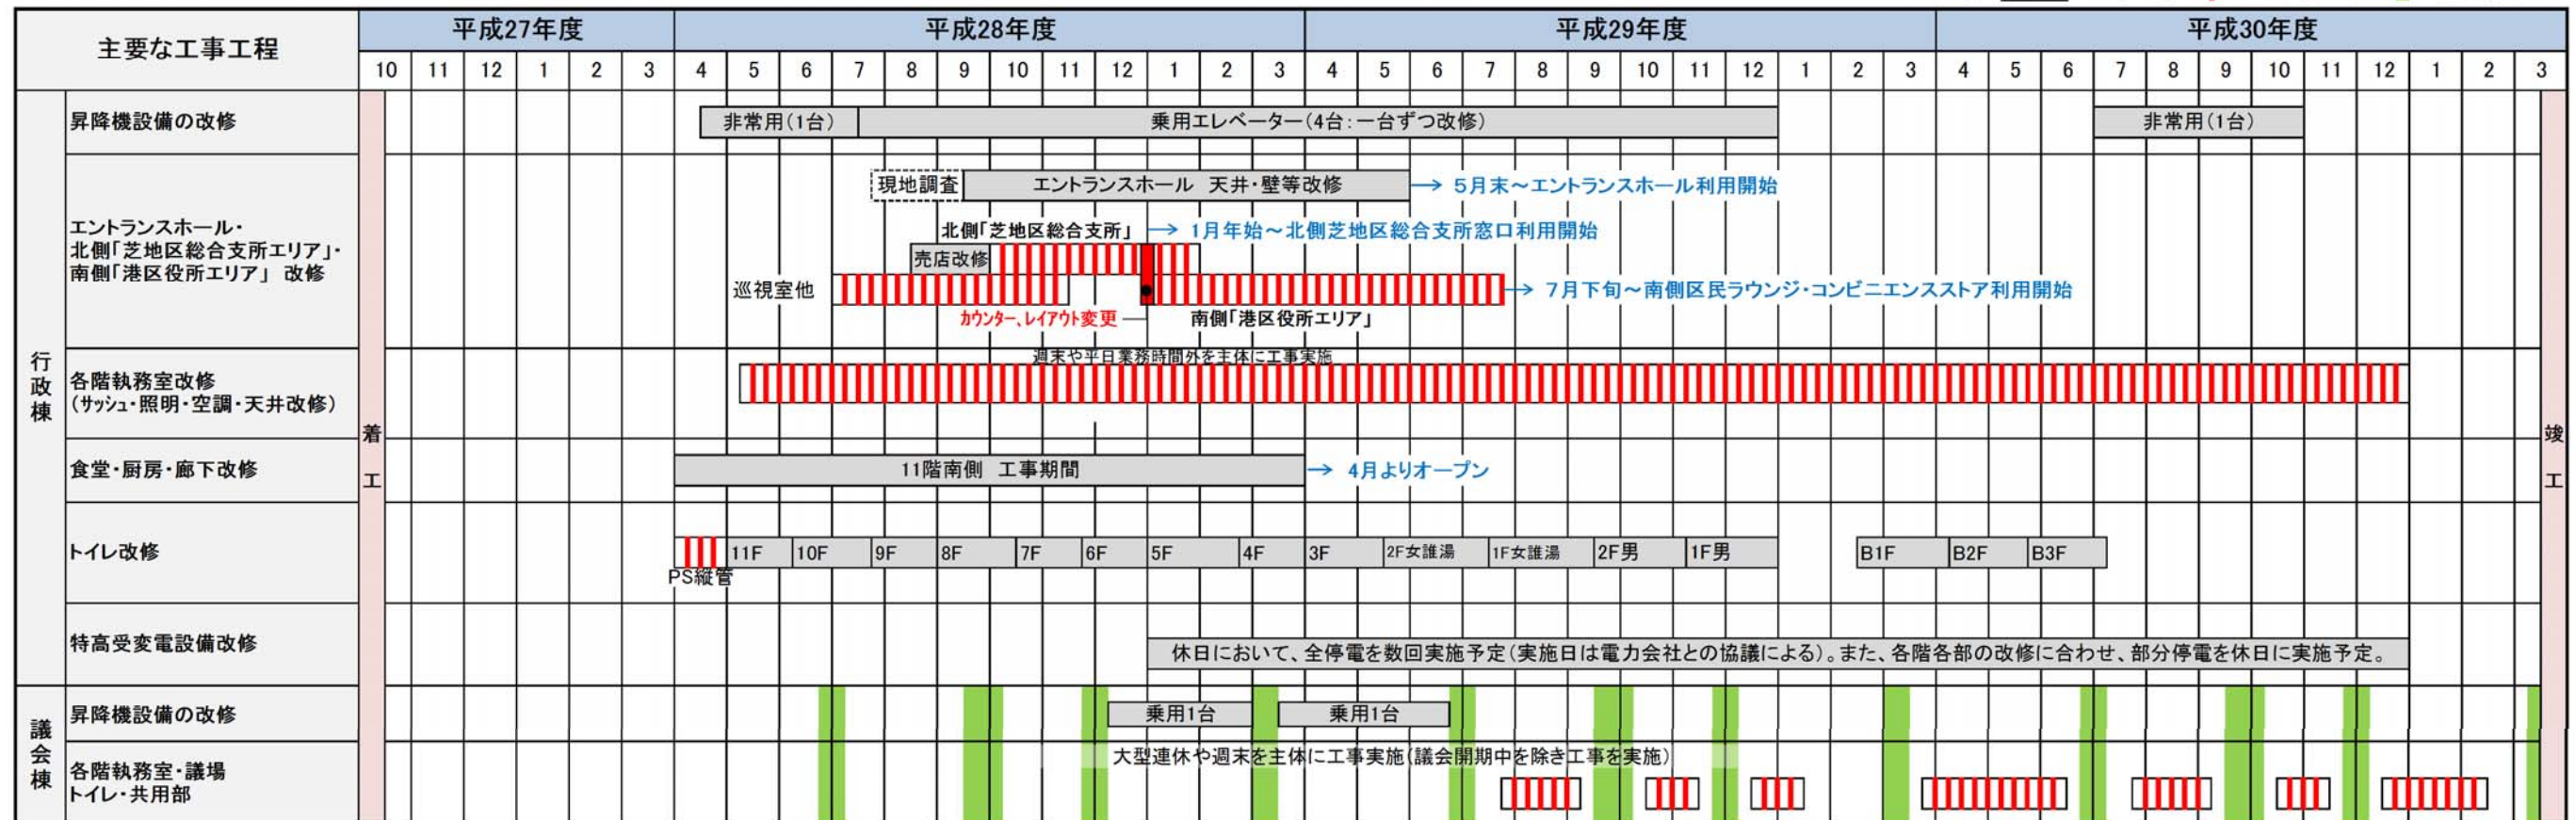 主要な工事工程
平成27年度 平成28年度 平成29年度 平成30年度
10 11 12 1 2 3 4 5 6 7 8 9 10 11 12 1 2 3 4 5 6 7 8 9 10 11 12 1 2 3 4 5 6 7 8 9 10 11 12 1 2 3
着工
竣工
行政棟
昇降機設備の改修
非常用(1台) 乗用エレベーター(4台:一台ずつ改修) 非常用(1台)
エントランスホール・
北側「芝地区総合支所エリア」・
南側「港区役所エリア」 改修
現地調査 エントランスホール 天井・壁等改修 → 5月末~エントランスホール利用開始
北側「芝地区総合支所」 → 1月年始~北側芝地区総合支所窓口利用開始
売店改修
巡視室他 → 7月下旬~南側区民ラウンジ・コンビニエンスストア利用開始
カウンター、レイアウト変更 南側「港区役所エリア」
各階執務室改修
(サッシュ・照明・空調・天井改修)
週末や平日業務時間外を主体に工事実施
食堂・厨房・廊下改修
11階南側 工事期間 → 4月よりオープン
トイレ改修
11F 10F 9F 8F 7F 6F 5F 4F 3F 2F女誰湯 1F女誰湯 2F男 1F男 B1F B2F B3F
PS縦管
特高受変電設備改修
休日において、全停電を数回実施予定(実施日は電力会社との協議による)。また、各階各部の改修に合わせ、部分停電を休日に実施予定。
議会棟
昇降機設備の改修
乗用1台 乗用1台
各階執務室・議場
トイレ・共用部
大型連休や週末を主体に工事実施(議会開期中を除き工事を実施)